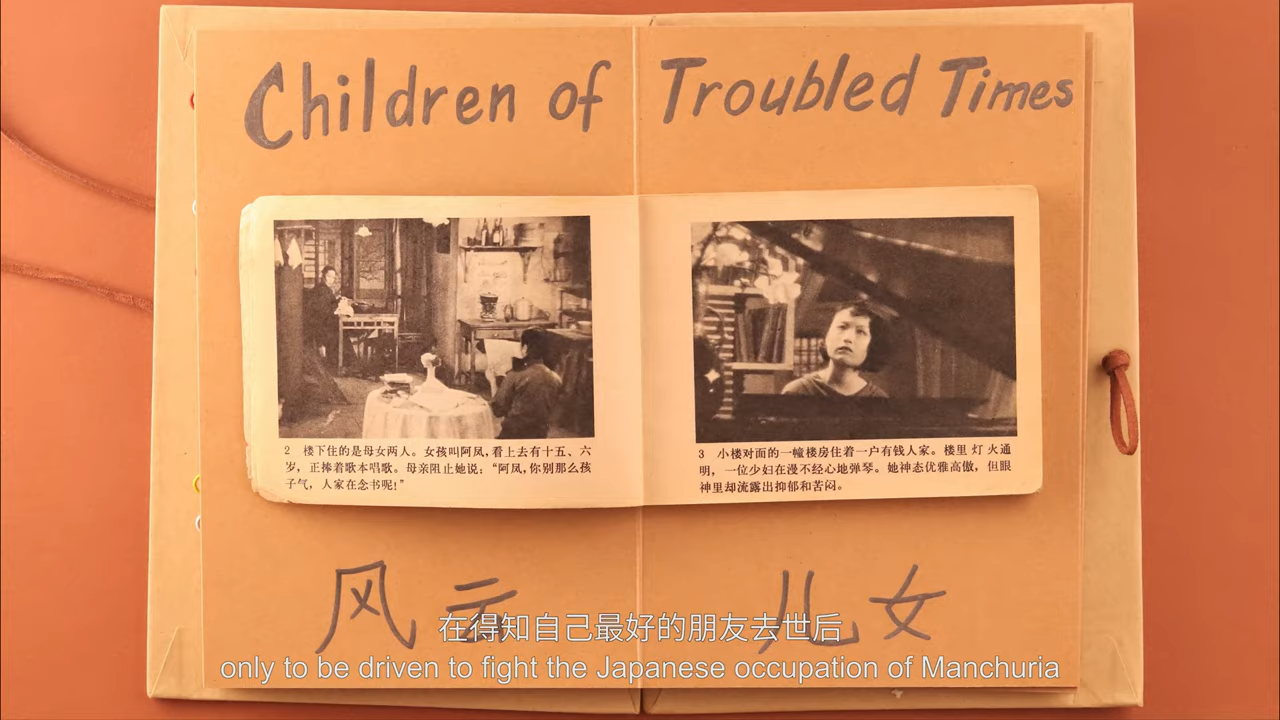 Children of Troubled Times
2 楼下住的是母女两人。女孩叫阿凤,看上去有十五、六
岁,正捧着歌本唱歌。母亲阻止她说:“阿凤,你别那么孩
子气,人家在念书呢!”
3 小楼对面的一幢楼房住着一户有钱人家。楼里灯火通
明,一位少妇在漫不经心地弹琴。她神态优雅高傲,但眼
神里却流露出抑郁和苦闷。
风云儿女
在得知自己最好的朋友去世后
only to be driven to fight the Japanese occupation of Manchuria